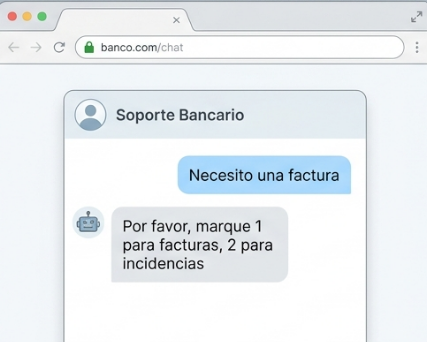 banco.com/chat
Soporte Bancario
Necesito una factura
Por favor, marque 1
para facturas, 2 para
incidencias